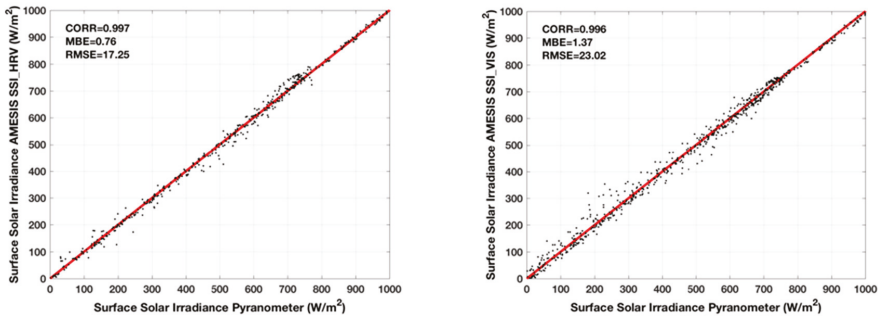 Surface Solar Irradiance AMESIS SSI_HRV (W/m²)
1000
900
800
700
600
500
400
300
200
100
0
CORR=0.997
MBE=0.76
RMSE=17.25
0 100 200 300 400 500 600 700 800 900 1000
Surface Solar Irradiance Pyranometer (W/m²)
Surface Solar Irradiance AMESIS SSI_VIS (W/m²)
1000
900
800
700
600
500
400
300
200
100
0
CORR=0.996
MBE=1.37
RMSE=23.02
0 100 200 300 400 500 600 700 800 900 1000
Surface Solar Irradiance Pyranometer (W/m²)